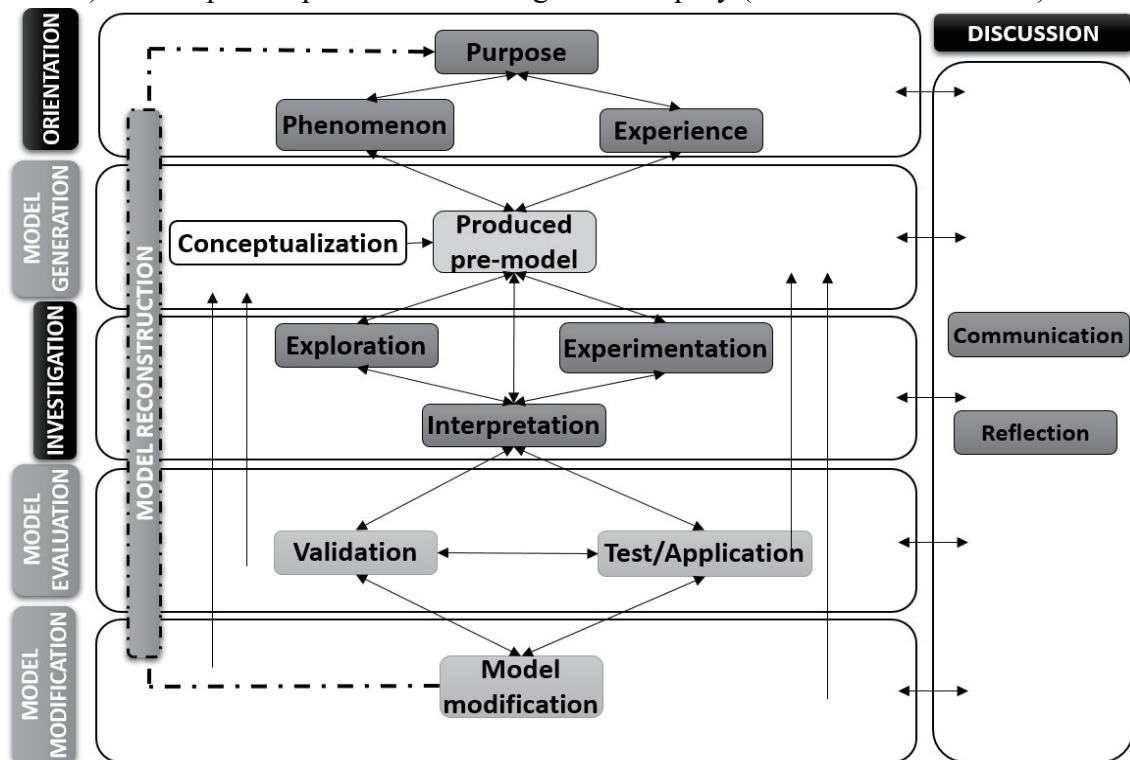 DISCUSSION
ORIENTATION
Purpose
Phenomenon
Experience
MODEL
GENERATION
Conceptualization
Produced
pre-model
MODEL RECONSTRUCTION
INVESTIGATION
Exploration
Experimentation
Interpretation
Communication
Reflection
MODEL
EVALUATION
Validation
Test/Application
MODEL
MODIFICATION
Model
modification